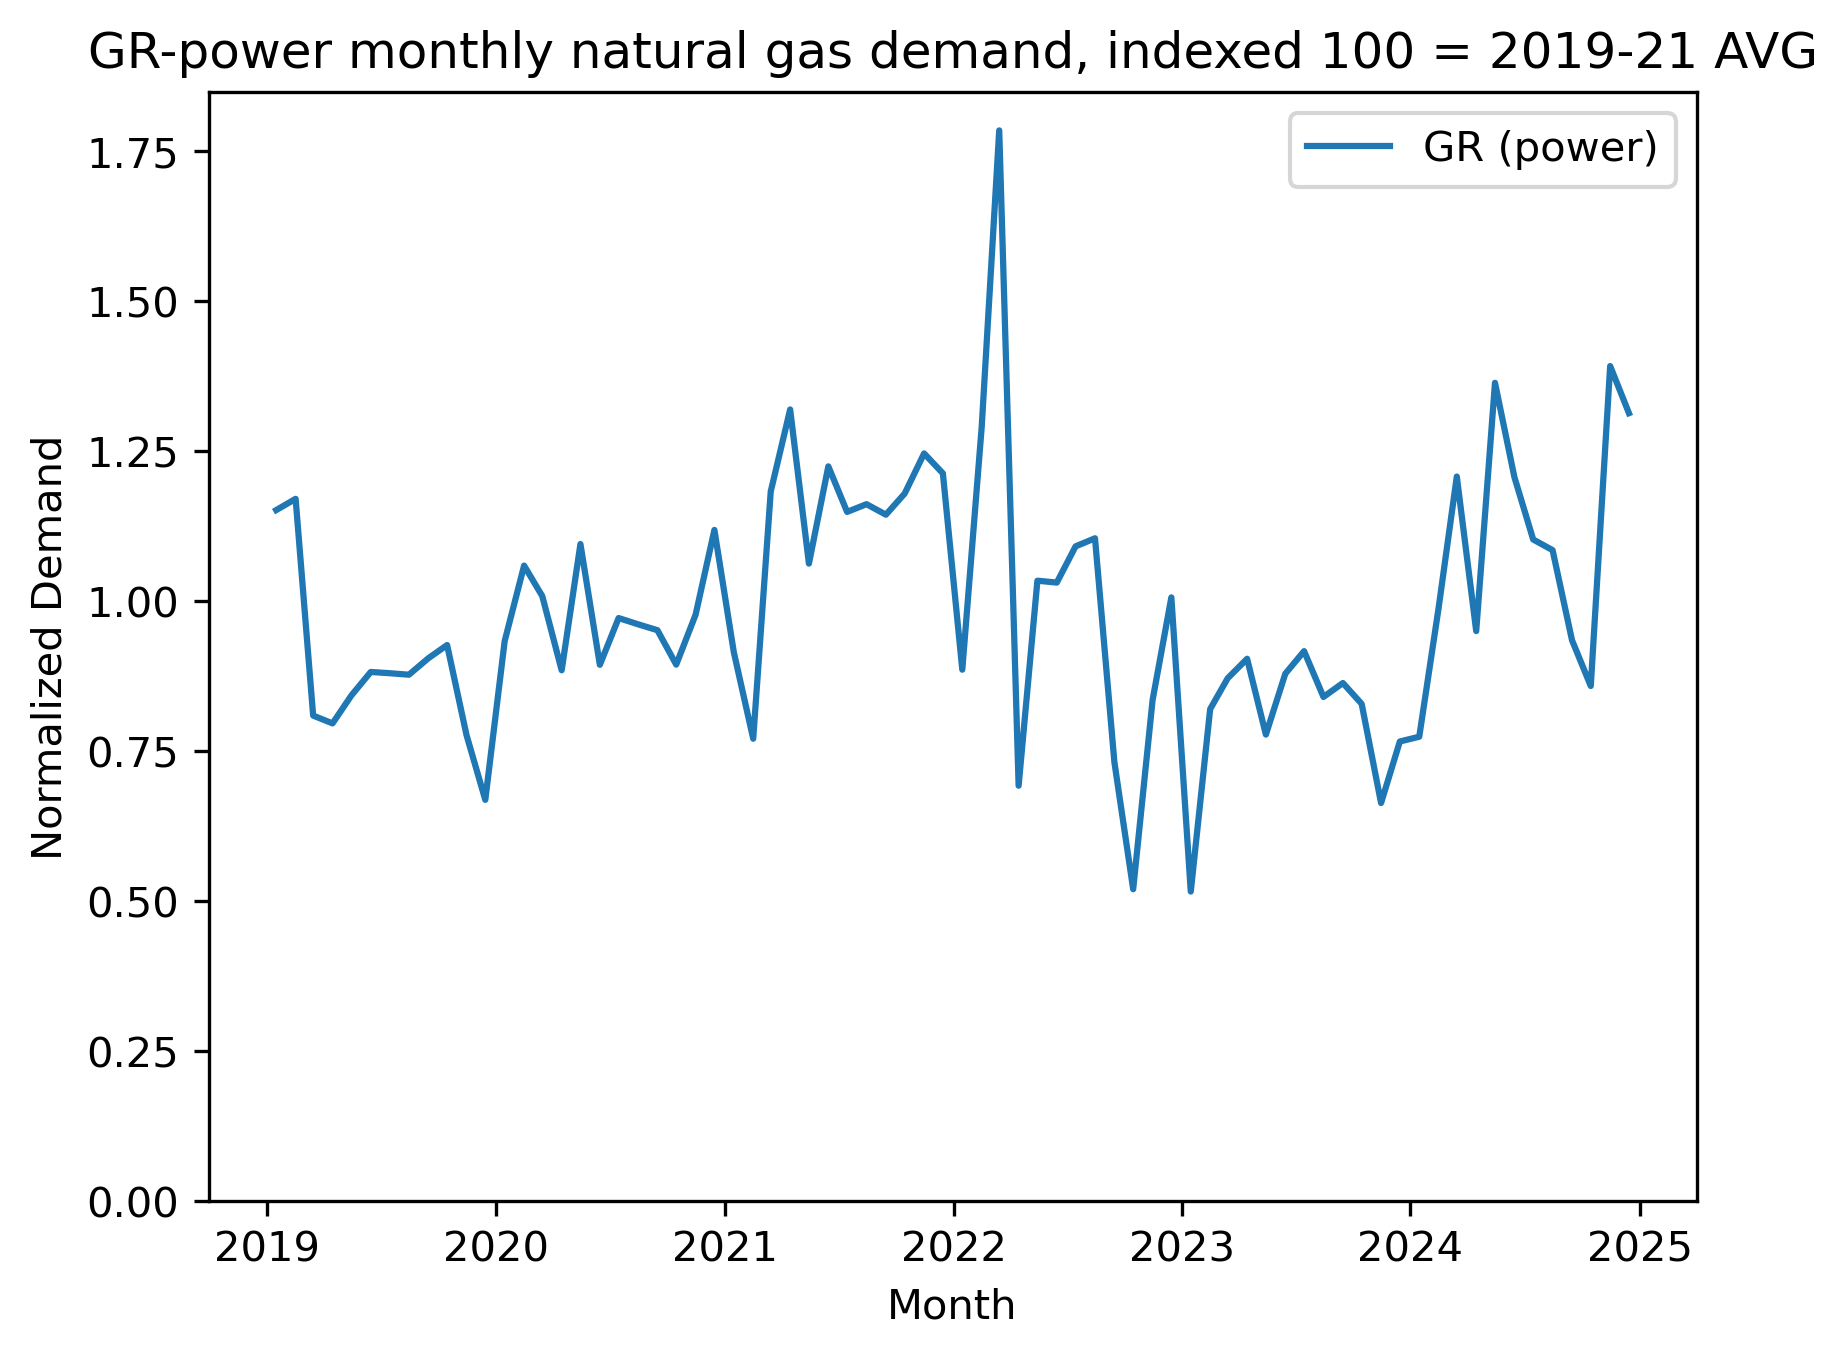 GR-power monthly natural gas demand, indexed 100 = 2019-21 AVG
GR (power)
Normalized Demand
1.75
1.50
1.25
1.00
0.75
0.50
0.25
0.00
2019 2020 2021 2022 2023 2024 2025
Month